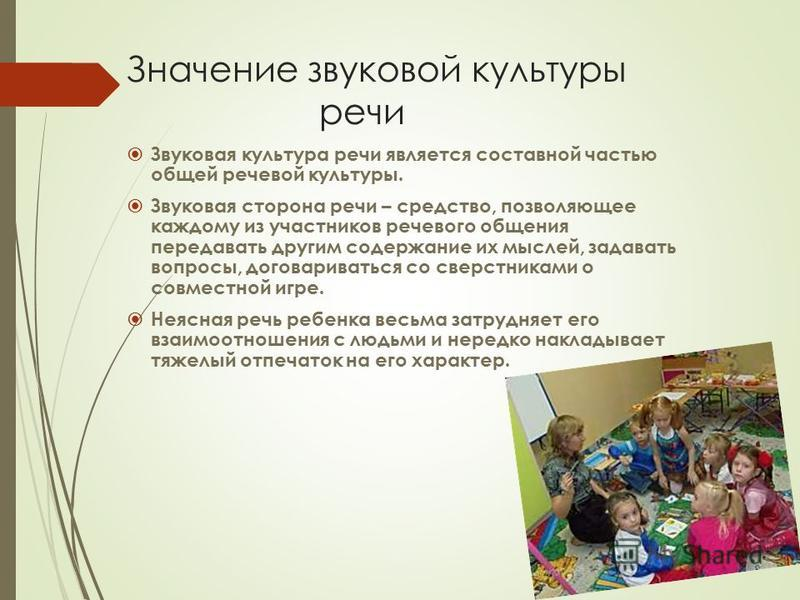 Значение звуковой культуры
речи
Звуковая культура речи является составной частью
общей речевой культуры.
Звуковая сторона речи – средство, позволяющее
каждому из участников речевого общения
передавать другим содержание их мыслей, задавать
вопросы, договариваться со сверстниками о
совместной игре.
Неясная речь ребенка весьма затрудняет его
взаимоотношения с людьми и нередко накладывает
тяжелый отпечаток на его характер.
Shared